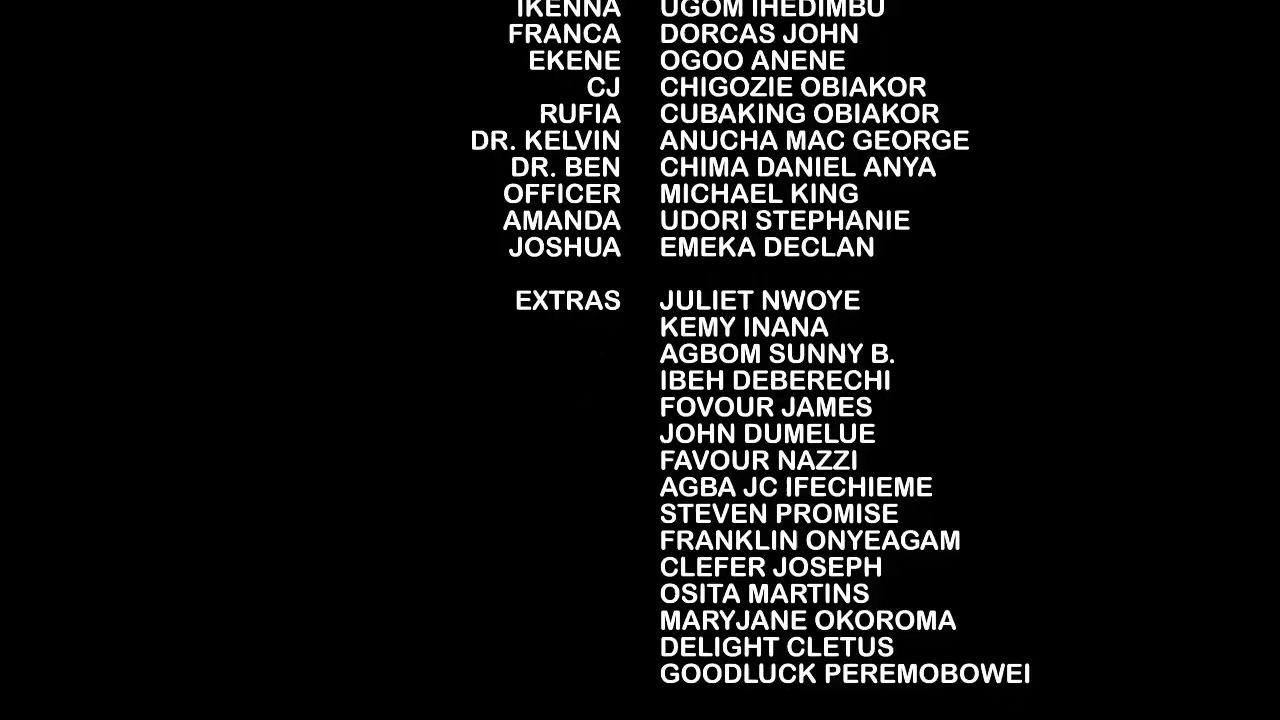 IKENNA UGOM IHEDIMBU
FRANCA DORCAS JOHN
EKENE OGOO ANENE
CJ CHIGOZIE OBIAKOR
RUFIA CUBAKING OBIAKOR
DR. KELVIN ANUCHA MAC GEORGE
DR. BEN CHIMA DANIEL ANYA
OFFICER MICHAEL KING
AMANDA UDORI STEPHANIE
JOSHUA EMEKA DECLAN
EXTRAS JULIET NWOYE
KEMY INANA
AGBOM SUNNY B.
IBEH DEBERECHI
FOVOUR JAMES
JOHN DUMELUE
FAVOUR NAZZI
AGBA JC IFECHIEME
STEVEN PROMISE
FRANKLIN ONYEAGAM
CLEFER JOSEPH
OSITA MARTINS
MARYJANE OKOROMA
DELIGHT CLETUS
GOODLUCK PEREMOBOWEI